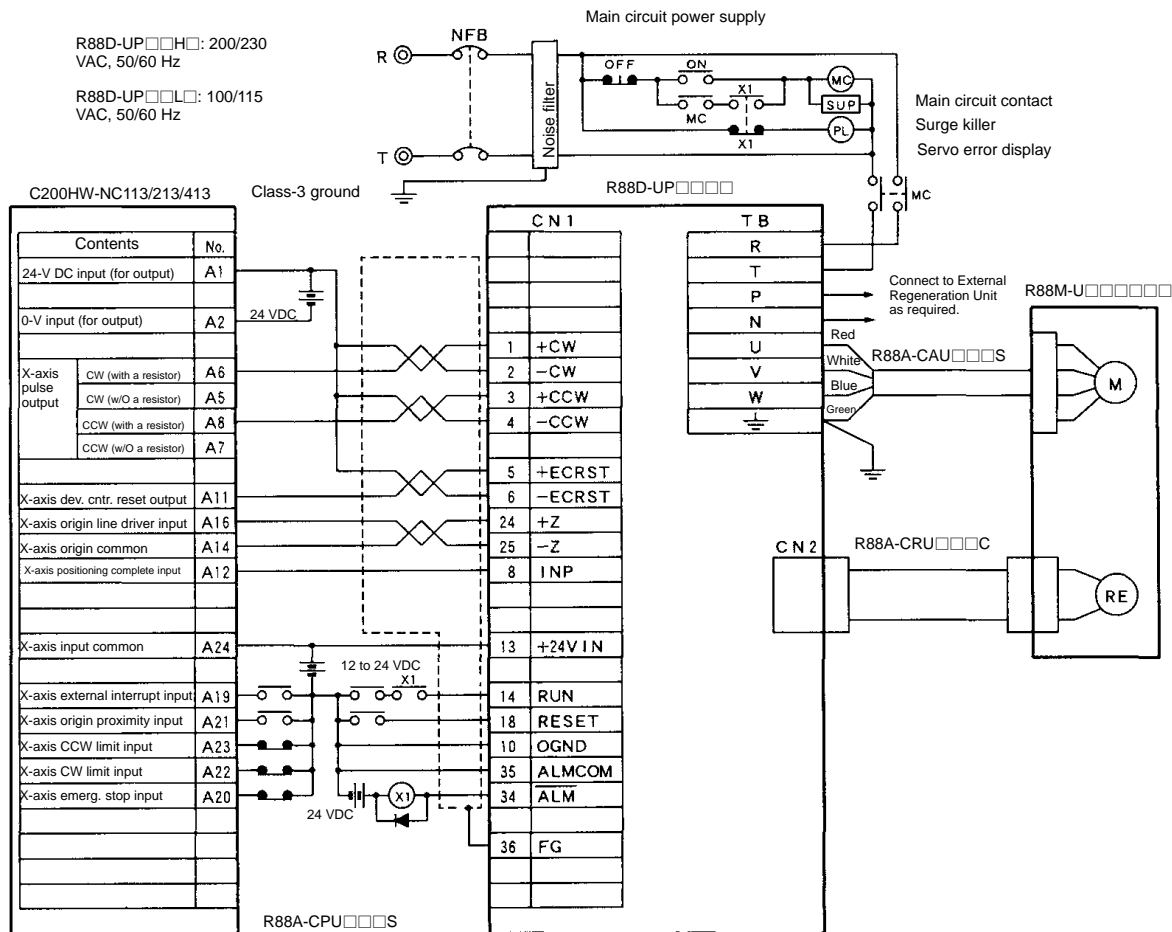 Main circuit power supply
R88D-UP□□H□: 200/230
VAC, 50/60 Hz
R88D-UP□□L□: 100/115
VAC, 50/60 Hz
R
NFB
T
Noise filter
OFF
ON
MC
X1
MC
SUP
X1
PL
Main circuit contact
Surge killer
Servo error display
MC
Class-3 ground
C200HW-NC113/213/413
Contents
No.
24-V DC input (for output)
A1
0-V input (for output)
A2
24 VDC
X-axis
pulse
output
CW (with a resistor)
A6
CW (w/O a resistor)
A5
CCW (with a resistor)
A8
CCW (w/O a resistor)
A7
X-axis dev. cntr. reset output
A11
X-axis origin line driver input
A16
X-axis origin common
A14
X-axis positioning complete input
A12
X-axis input common
A24
X-axis external interrupt input
A19
X-axis origin proximity input
A21
X-axis CCW limit input
A23
X-axis CW limit input
A22
X-axis emerg. stop input
A20
12 to 24 VDC
X1
24 VDC
X1
R88A-CPU□□□S
R88D-UP□□□□
CN1
1 +CW
2 −CW
3 +CCW
4 −CCW
5 +ECRST
6 −ECRST
24 +Z
25 −Z
8 INP
13 +24VIN
14 RUN
18 RESET
10 OGND
35 ALMCOM
34 ALM
36 FG
TB
R
T
P
N
U
V
W
Connect to External
Regeneration Unit
as required.
Red
White
Blue
Green
R88A-CAU□□□S
R88M-U□□□□□□
M
CN2
R88A-CRU□□□C
RE